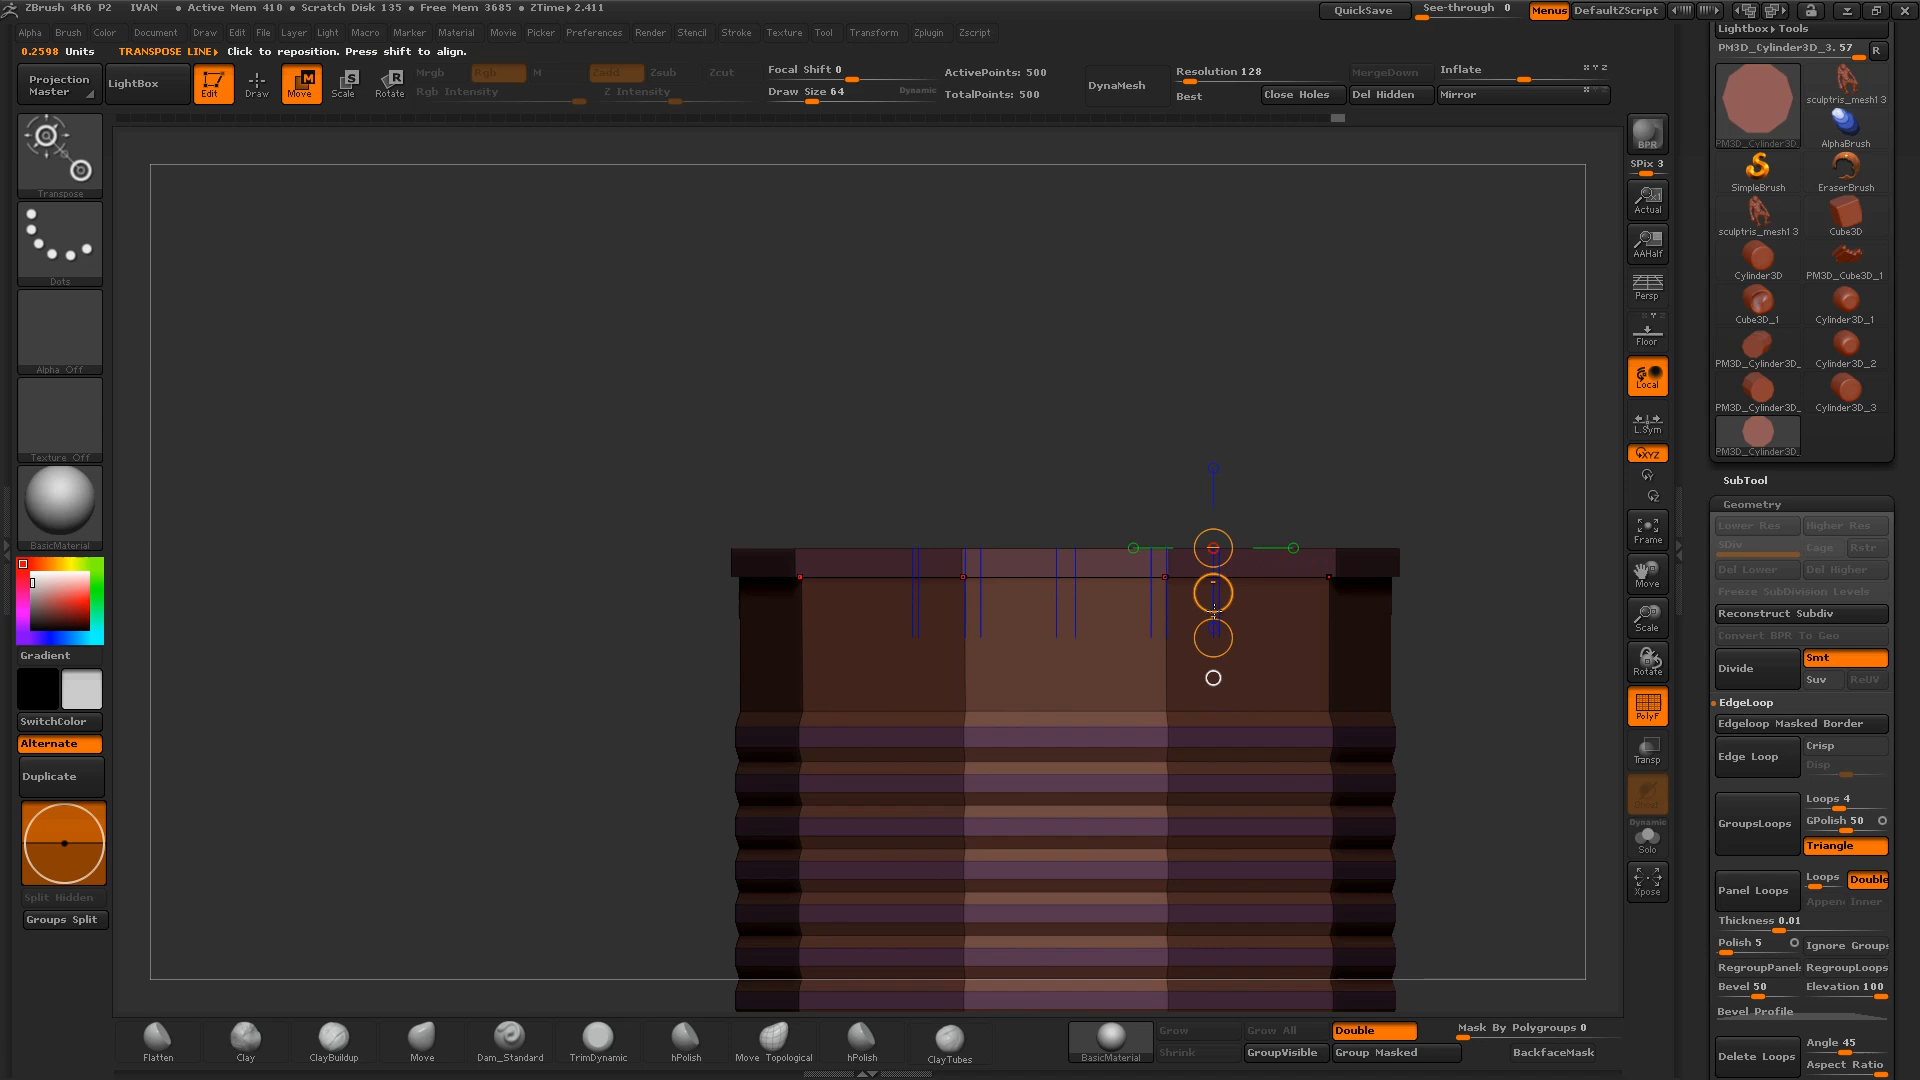 ZBrush 4R6 P2 IVAN • Active Mem 410 • Scratch Disk 135 • Free Mem 3685 • ZTime▸2.411 QuickSave See-through 0 Menus DefaultZScript
Alpha Brush Color Document Draw Edit File Layer Light Macro Marker Material Movie Picker Preferences Render Stencil Stroke Texture Tool Transform Zplugin Zscript
0.2598 Units TRANSPOSE LINE▸ Click to reposition. Press shift to align.
Projection Master
LightBox
Edit
Draw
Move
Scale
Rotate
Mrgb Rgb M Zadd Zsub Zcut
Rgb Intensity Z Intensity
Focal Shift 0
Draw Size 64 Dynamic
ActivePoints: 500
TotalPoints: 500
DynaMesh
Resolution 128
Best
Close Holes
MergeDown
Del Hidden
Inflate
Mirror
Transpose
Dots
Alpha Off
Texture Off
BasicMaterial
Gradient
SwitchColor
Alternate
Duplicate
Split Hidden
Groups Split
BPR
SPix 3
Actual
AAHalf
Persp
Floor
Local
L.Sym
XYZ
Y
Z
Frame
Move
Scale
Rotate
PolyF
Transp
Ghost
Dynamic
Solo
Xpose
Lightbox▸Tools
PM3D_Cylinder3D_3. 57 R
PM3D_Cylinder3D_
sculptris_mesh13
AlphaBrush
SimpleBrush EraserBrush
sculptris_mesh13 Cube3D
Cylinder3D PM3D_Cube3D_1
Cube3D_1 Cylinder3D_1
PM3D_Cylinder3D_ Cylinder3D_2
PM3D_Cylinder3D_ Cylinder3D_3
PM3D_Cylinder3D_
SubTool
Geometry
Lower Res Higher Res
SDiv Cage Rstr
Del Lower Del Higher
Freeze SubDivision Levels
Reconstruct Subdiv
Convert BPR To Geo
Divide Smt
Suv ReUV
EdgeLoop
Edgeloop Masked Border
Edge Loop Crisp
Disp
GroupsLoops
Loops 4
GPolish 50
Triangle
Panel Loops
Loops Double
Append Inner
Thickness 0.01
Polish 5 Ignore Groups
RegroupPanels RegroupLoops
Bevel 50 Elevation 100
Bevel Profile
Delete Loops
Angle 45
Aspect Ratio
Flatten
Clay
ClayBuildup
Move
Dam_Standard
TrimDynamic
hPolish
Move Topological
hPolish
ClayTubes
BasicMaterial
Grow Grow All Double Mask By Polygroups 0
Shrink GroupVisible Group Masked BackfaceMask